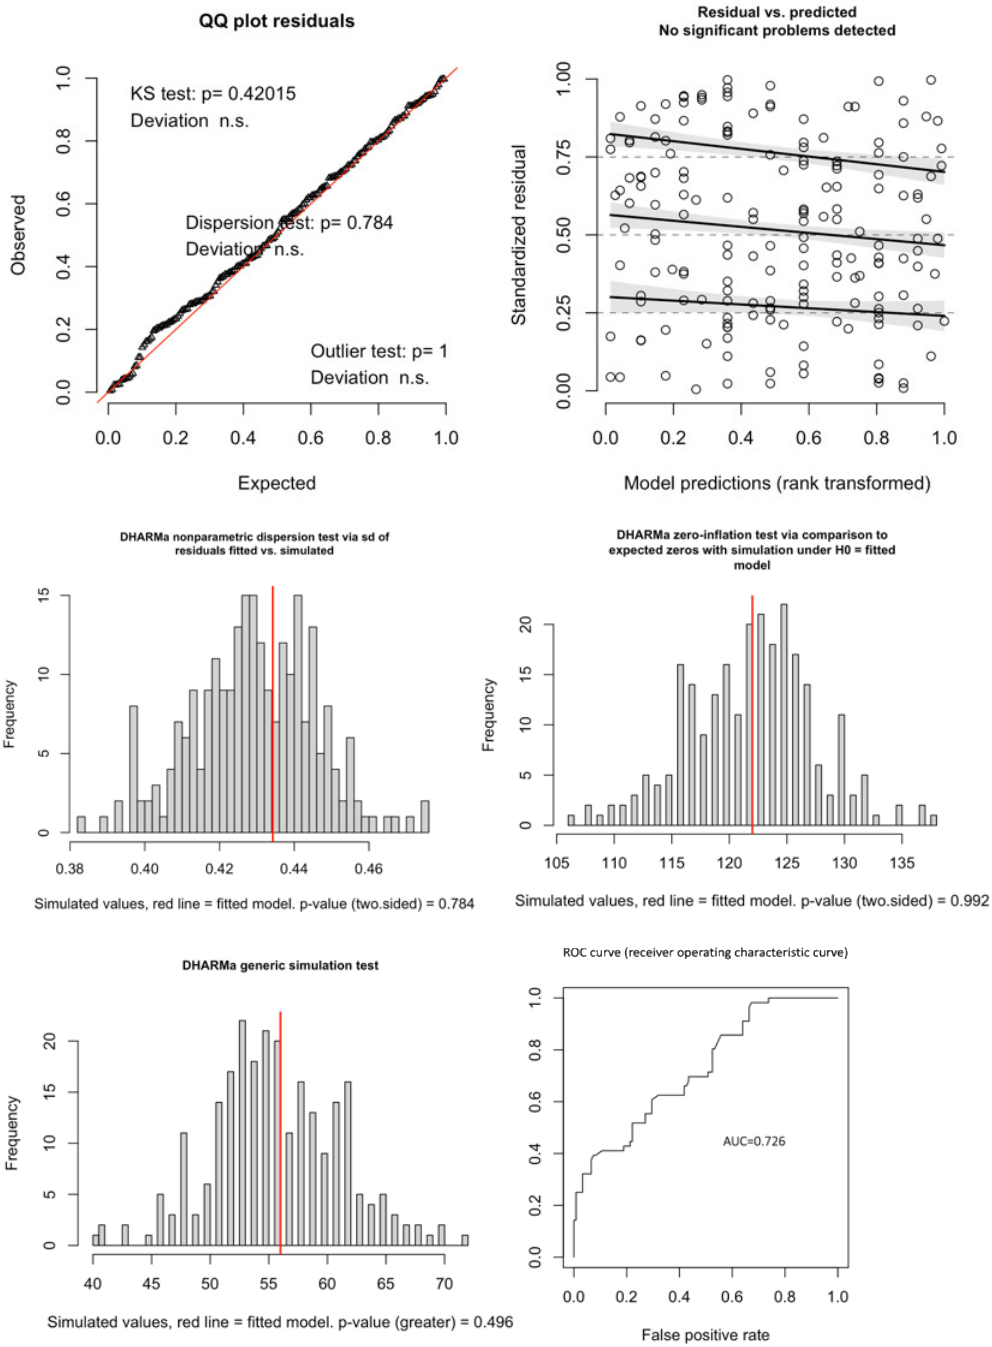 QQ plot residuals
KS test: p= 0.42015
Deviation n.s.
Dispersion test: p= 0.784
Deviation n.s.
Outlier test: p= 1
Deviation n.s.
Observed
0.0 0.2 0.4 0.6 0.8 1.0
0.0 0.2 0.4 0.6 0.8 1.0
Expected
Residual vs. predicted
No significant problems detected
Standardized residual
0.00 0.25 0.50 0.75 1.00
0.0 0.2 0.4 0.6 0.8 1.0
Model predictions (rank transformed)
DHARMa nonparametric dispersion test via sd of
residuals fitted vs. simulated
Frequency
0 5 10 15
0.38 0.40 0.42 0.44 0.46
Simulated values, red line = fitted model. p-value (two.sided) = 0.784
DHARMa zero-inflation test via comparison to
expected zeros with simulation under H0 = fitted
model
Frequency
0 5 10 15 20
105 110 115 120 125 130 135
Simulated values, red line = fitted model. p-value (two.sided) = 0.992
DHARMa generic simulation test
Frequency
0 5 10 15 20
40 45 50 55 60 65 70
Simulated values, red line = fitted model. p-value (greater) = 0.496
ROC curve (receiver operating characteristic curve)
0.0 0.2 0.4 0.6 0.8 1.0
AUC=0.726
0.0 0.2 0.4 0.6 0.8 1.0
False positive rate